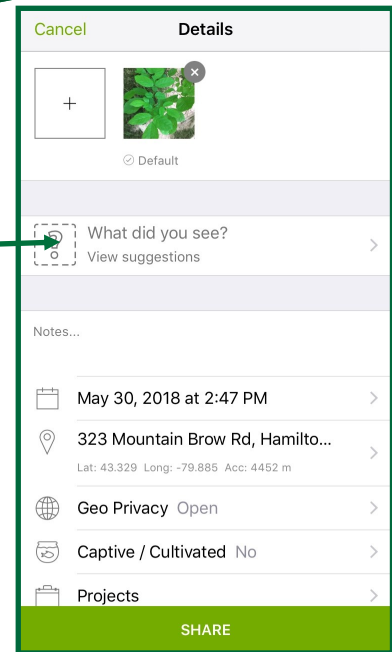 Cancel Details
+
Default
What did you see?
View suggestions
Notes...
May 30, 2018 at 2:47 PM
323 Mountain Brow Rd, Hamilto...
Lat: 43.329 Long: -79.885 Acc: 4452 m
Geo Privacy Open
Captive / Cultivated No
Projects
SHARE